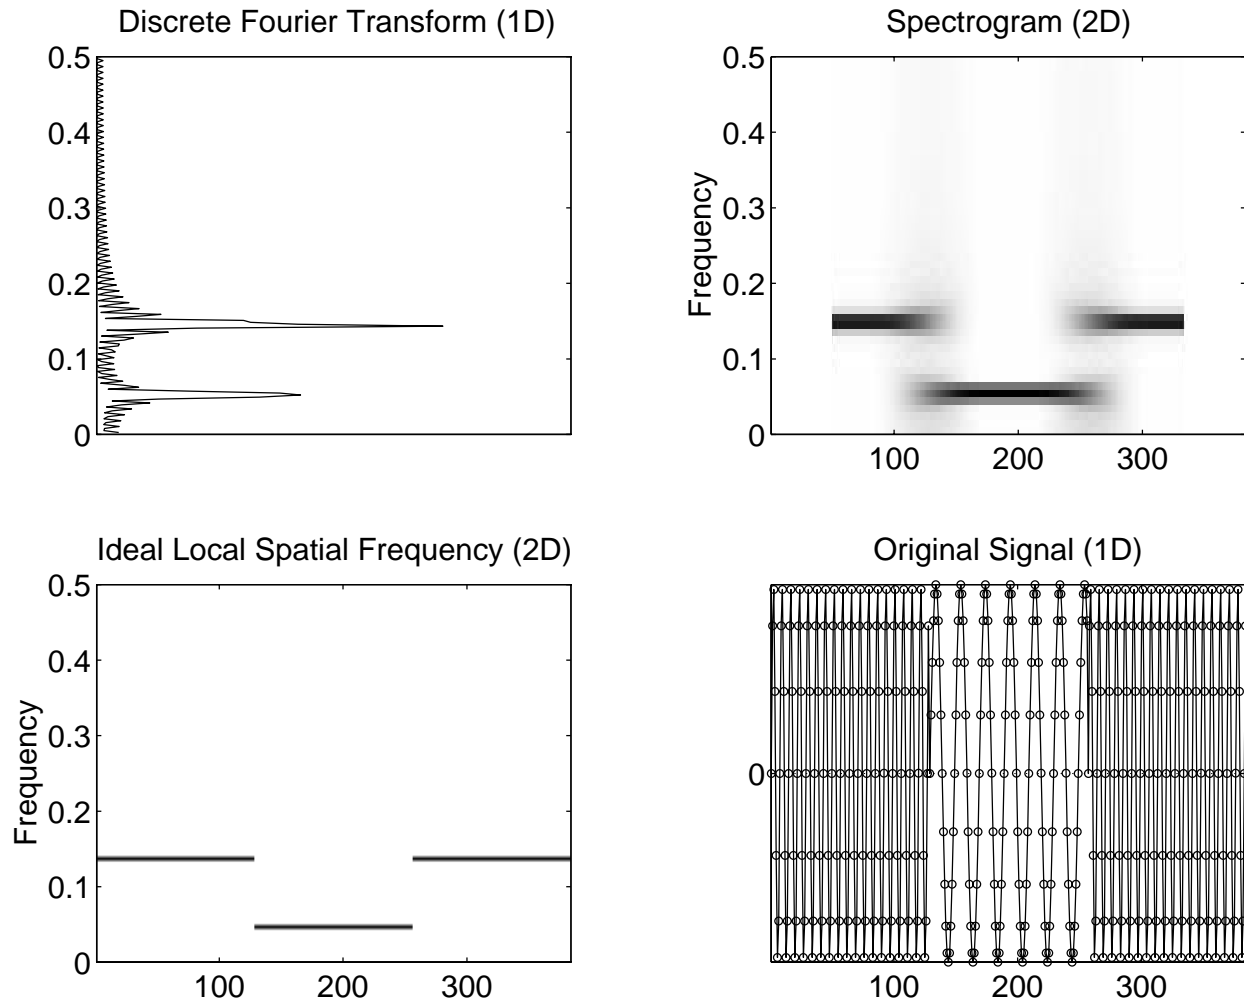 Discrete Fourier Transform (1D)
0.5
0.4
0.3
0.2
0.1
0
Spectrogram (2D)
Frequency
0.5
0.4
0.3
0.2
0.1
0
100 200 300
Ideal Local Spatial Frequency (2D)
Frequency
0.5
0.4
0.3
0.2
0.1
0
100 200 300
Original Signal (1D)
0
100 200 300